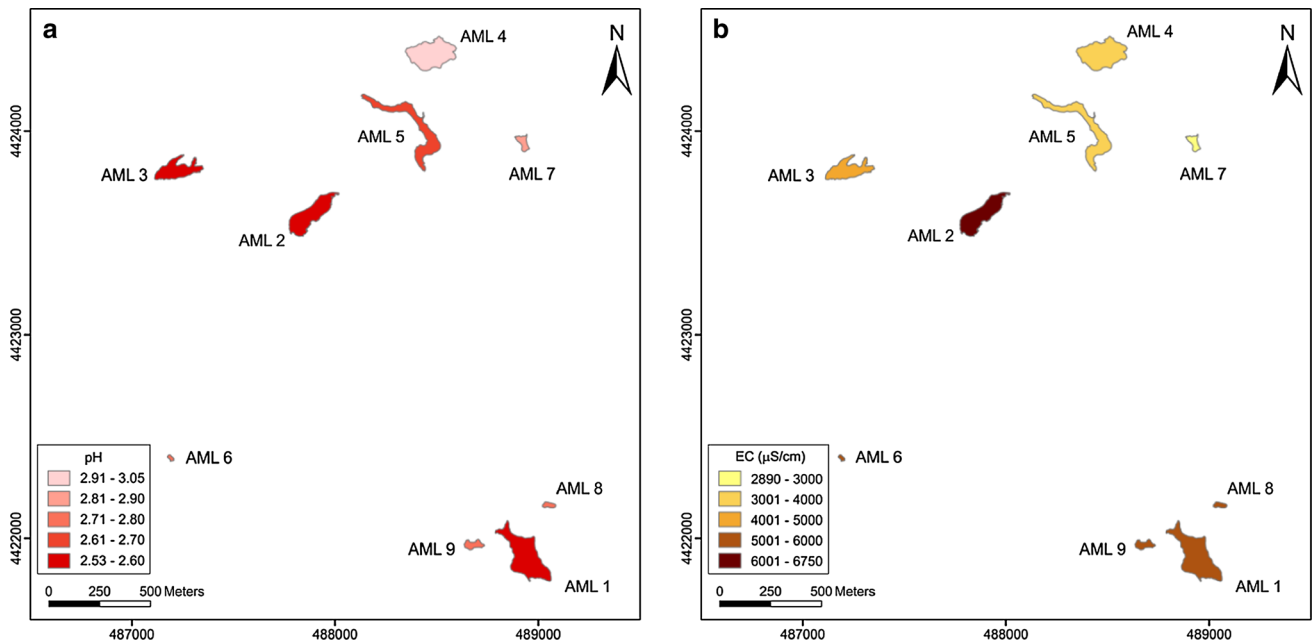 a
N
AML 4
AML 5
AML 7
AML 3
AML 2
AML 6
AML 8
AML 9
AML 1
pH
2.91 - 3.05
2.81 - 2.90
2.71 - 2.80
2.61 - 2.70
2.53 - 2.60
0 250 500 Meters
4424000
4423000
4422000
487000 488000 489000
b
N
AML 4
AML 5
AML 7
AML 3
AML 2
AML 6
AML 8
AML 9
AML 1
EC (µS/cm)
2890 - 3000
3001 - 4000
4001 - 5000
5001 - 6000
6001 - 6750
0 250 500 Meters
4424000
4423000
4422000
487000 488000 489000